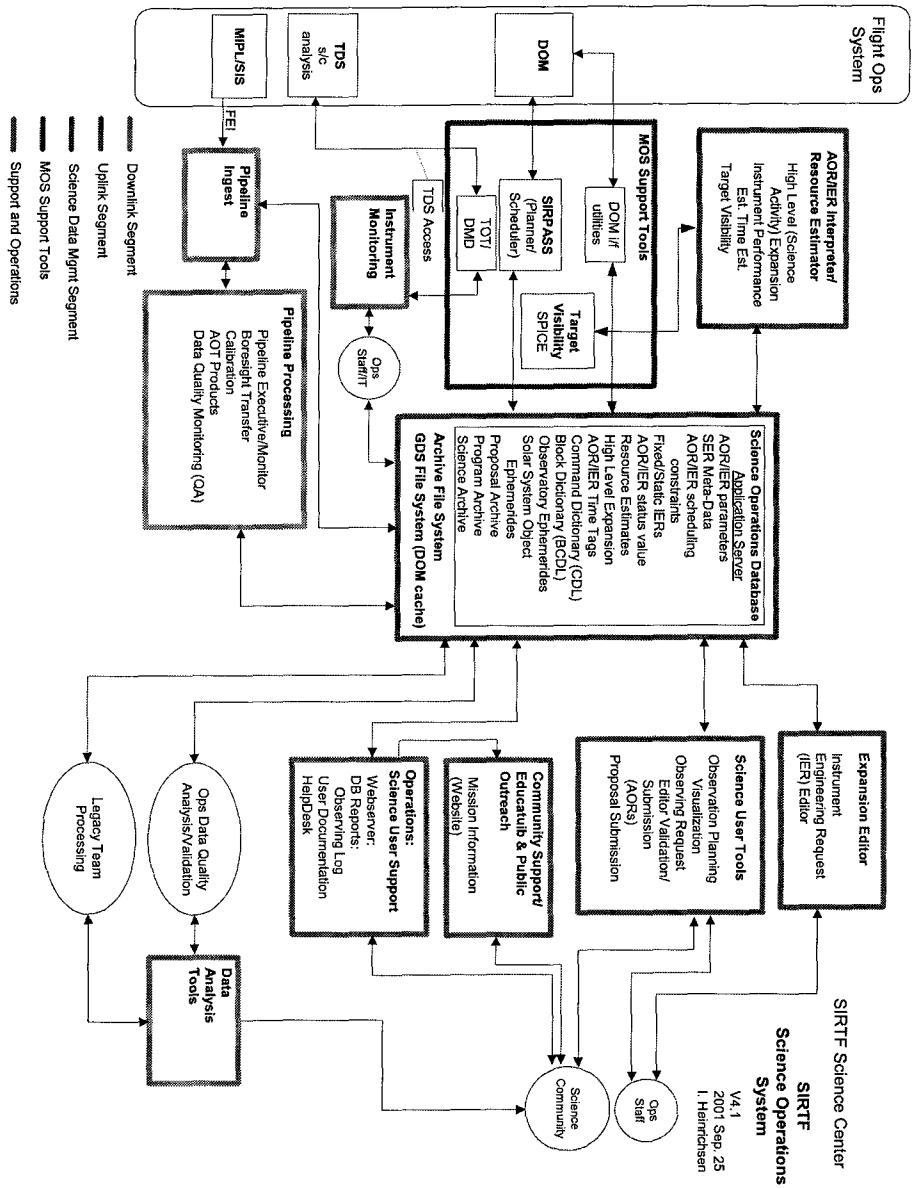 SIRTF Science Center
SIRTF
Science Operations
System
V4.1
2001 Sep. 25
I. Heinrichsen
Flight Ops
System
DOM
TDS
s/c
analysis
MIPL/SIS
FEI
AOR/IER Interpreter/
Resource Estimator
High Level (Science
Activity) Expansion
Instrument Performance
Est. Time Est.
Target Visibility
MOS Support Tools
DOM i/f
utilities
SIRPASS
(Planner/
Scheduler)
TOT/
DMD
Target
Visibility
SPICE
TDS Access
Instrument
Monitoring
Ops
Staff/IT
Pipeline
Ingest
Pipeline Processing
Pipeline Executive/Monitor
Boresight Transfer
Calibration
AOT Products
Data Quality Monitoring (QA)
Science Operations Database
Application Server
AOR/IER parameters
SER Meta-Data
AOR/IER scheduling
constraints
Fixed/Static IERs
AOR/IER status value
Resource Estimates
High Level Expansion
AOR/IER Time Tags
Command Dictionary (CDL)
Block Dictionary (BCDL)
Observatory Ephemerides
Solar System Object
Ephemerides
Proposal Archive
Program Archive
Science Archive
Archive File System
GDS File System (DOM cache)
Expansion Editor
Instrument
Engineering Request
(IER) Editor
Science User Tools
Observation Planning
Visualization
Observing Request
Editor Validation/
Submission
(AORs)
Proposal Submission
Community Support/
Educatuib & Public
Outreach
Mission Information
(Website)
Operations:
Science User Support
Webserver:
DB Reports:
Observing Log
User Documentation
HelpDesk
Ops Data Quality
Analysis/Validation
Legacy Team
Processing
Data
Analysis
Tools
Ops
Staff
Science
Community
Downlink Segment
Uplink Segment
Science Data Mgmt Segment
MOS Support Tools
Support and Operations